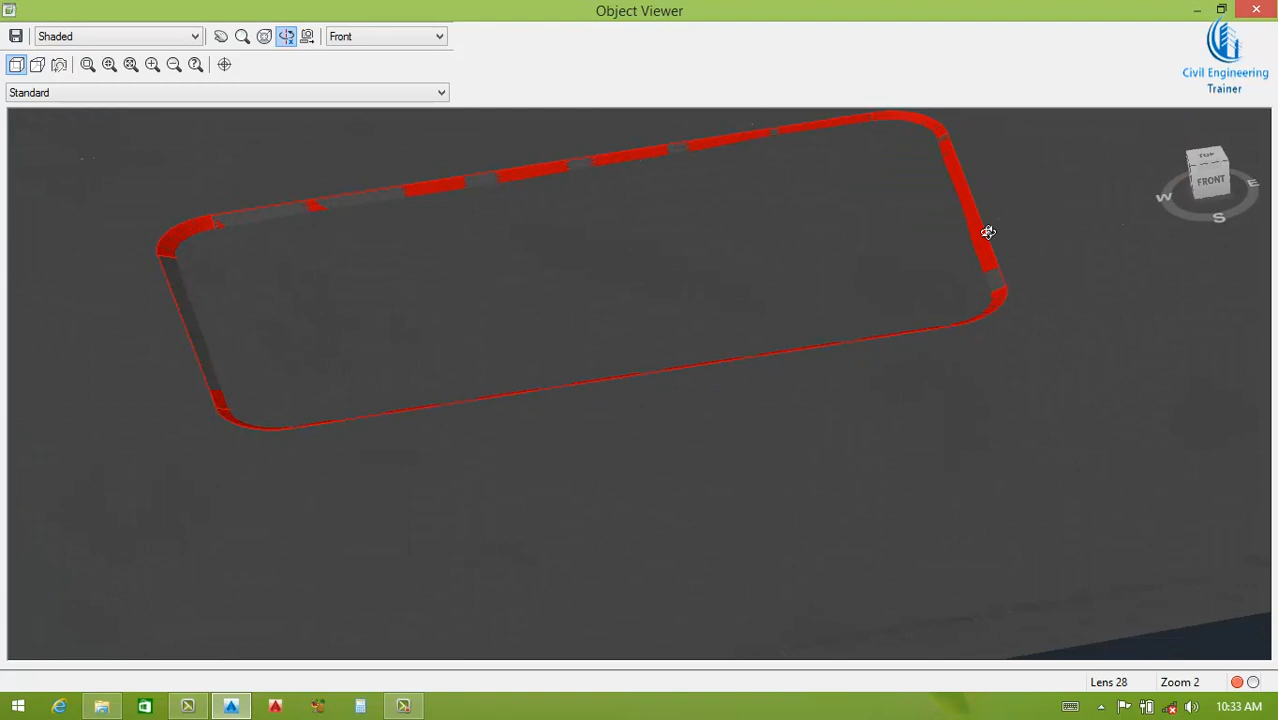 Object Viewer
Shaded
Front
Standard
Civil Engineering
Trainer
TOP
FRONT
W
E
S
Lens 28
Zoom 2
10:33 AM